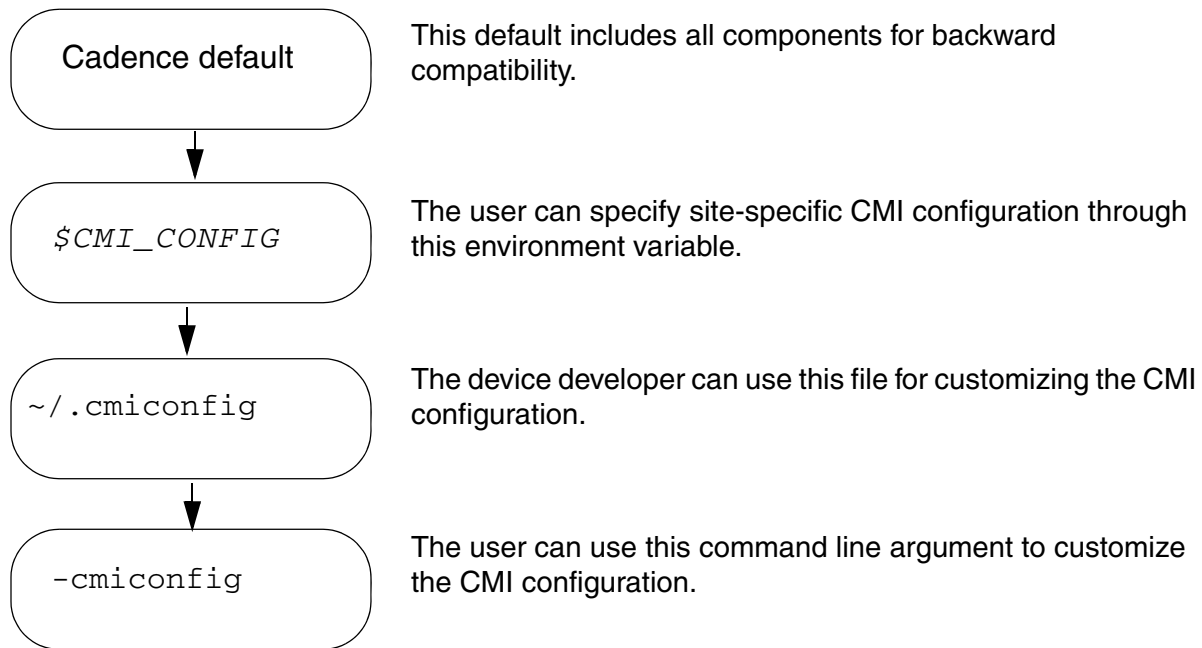 Cadence default
This default includes all components for backward
compatibility.
$CMI_CONFIG
The user can specify site-specific CMI configuration through
this environment variable.
~/.cmiconfig
The device developer can use this file for customizing the CMI
configuration.
-cmiconfig
The user can use this command line argument to customize
the CMI configuration.